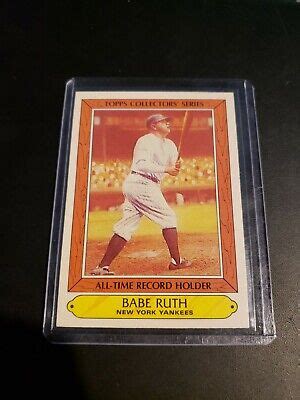 TOPPS COLLECTORS' SERIES
ALL-TIME RECORD HOLDER
BABE RUTH
NEW YORK YANKEES